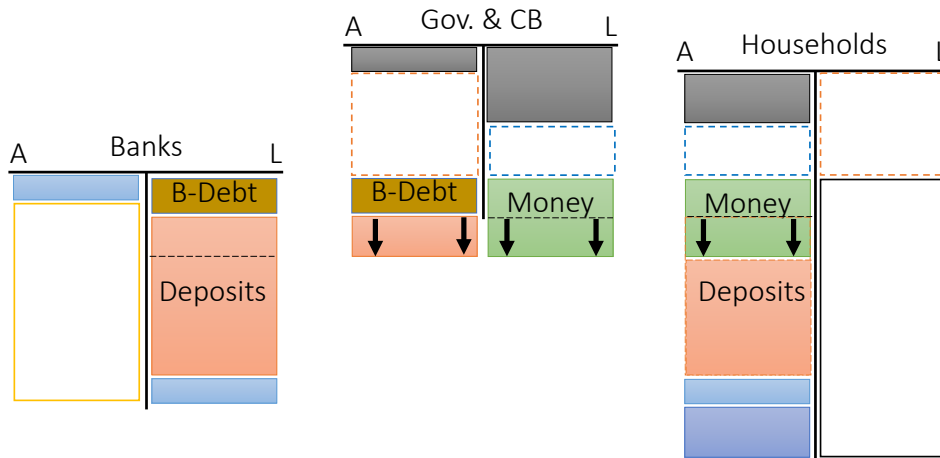 Gov. & CB
A L
Households
A L
Banks
A L
B-Debt
Deposits
B-Debt
Money
Money
Deposits